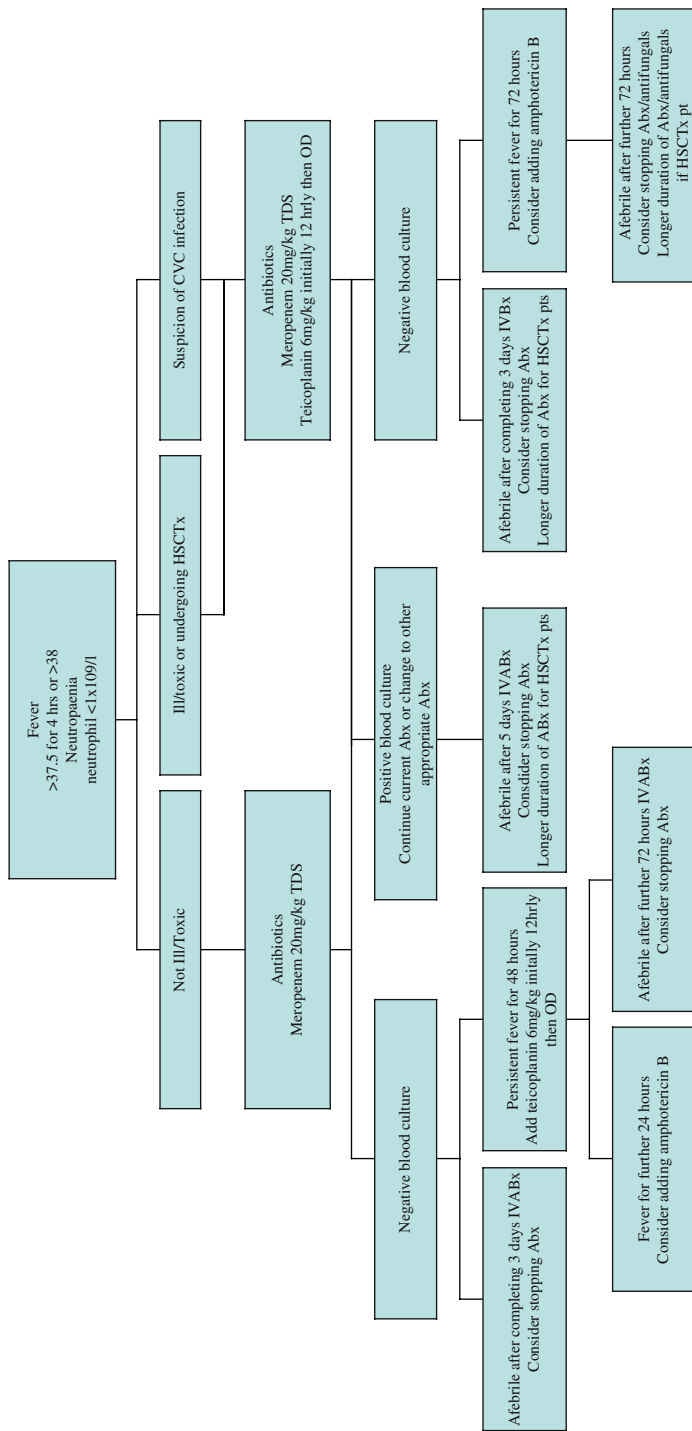 Fever
>37.5 for 4 hrs or >38
Neutropaenia
neutrophil <1x109/l
Not Ill/Toxic
Ill/toxic or undergoing HSCTx
Suspicion of CVC infection
Antibiotics
Meropenem 20mg/kg TDS
Antibiotics
Meropenem 20mg/kg TDS
Teicoplanin 6mg/kg initially 12 hrly then OD
Negative blood culture
Positive blood culture
Continue current Abx or change to other
appropriate Abx
Negative blood culture
Afebrile after completing 3 days IVABx
Consider stopping Abx
Persistent fever for 48 hours
Add teicoplanin 6mg/kg initally 12hrly
then OD
Afebrile after 5 days IVABx
Consdider stopping Abx
Longer duration of ABx for HSCTx pts
Afebrile after completing 3 days IVBx
Consider stopping Abx
Longer duration of Abx for HSCTx pts
Persistent fever for 72 hours
Consider adding amphotericin B
Fever for further 24 hours
Consider adding amphotericin B
Afebrile after further 72 hours IVABx
Consider stopping Abx
Afebrile after further 72 hours
Consider stopping Abx/antifungals
Longer duration of Abx/antifungals
if HSCTx pt